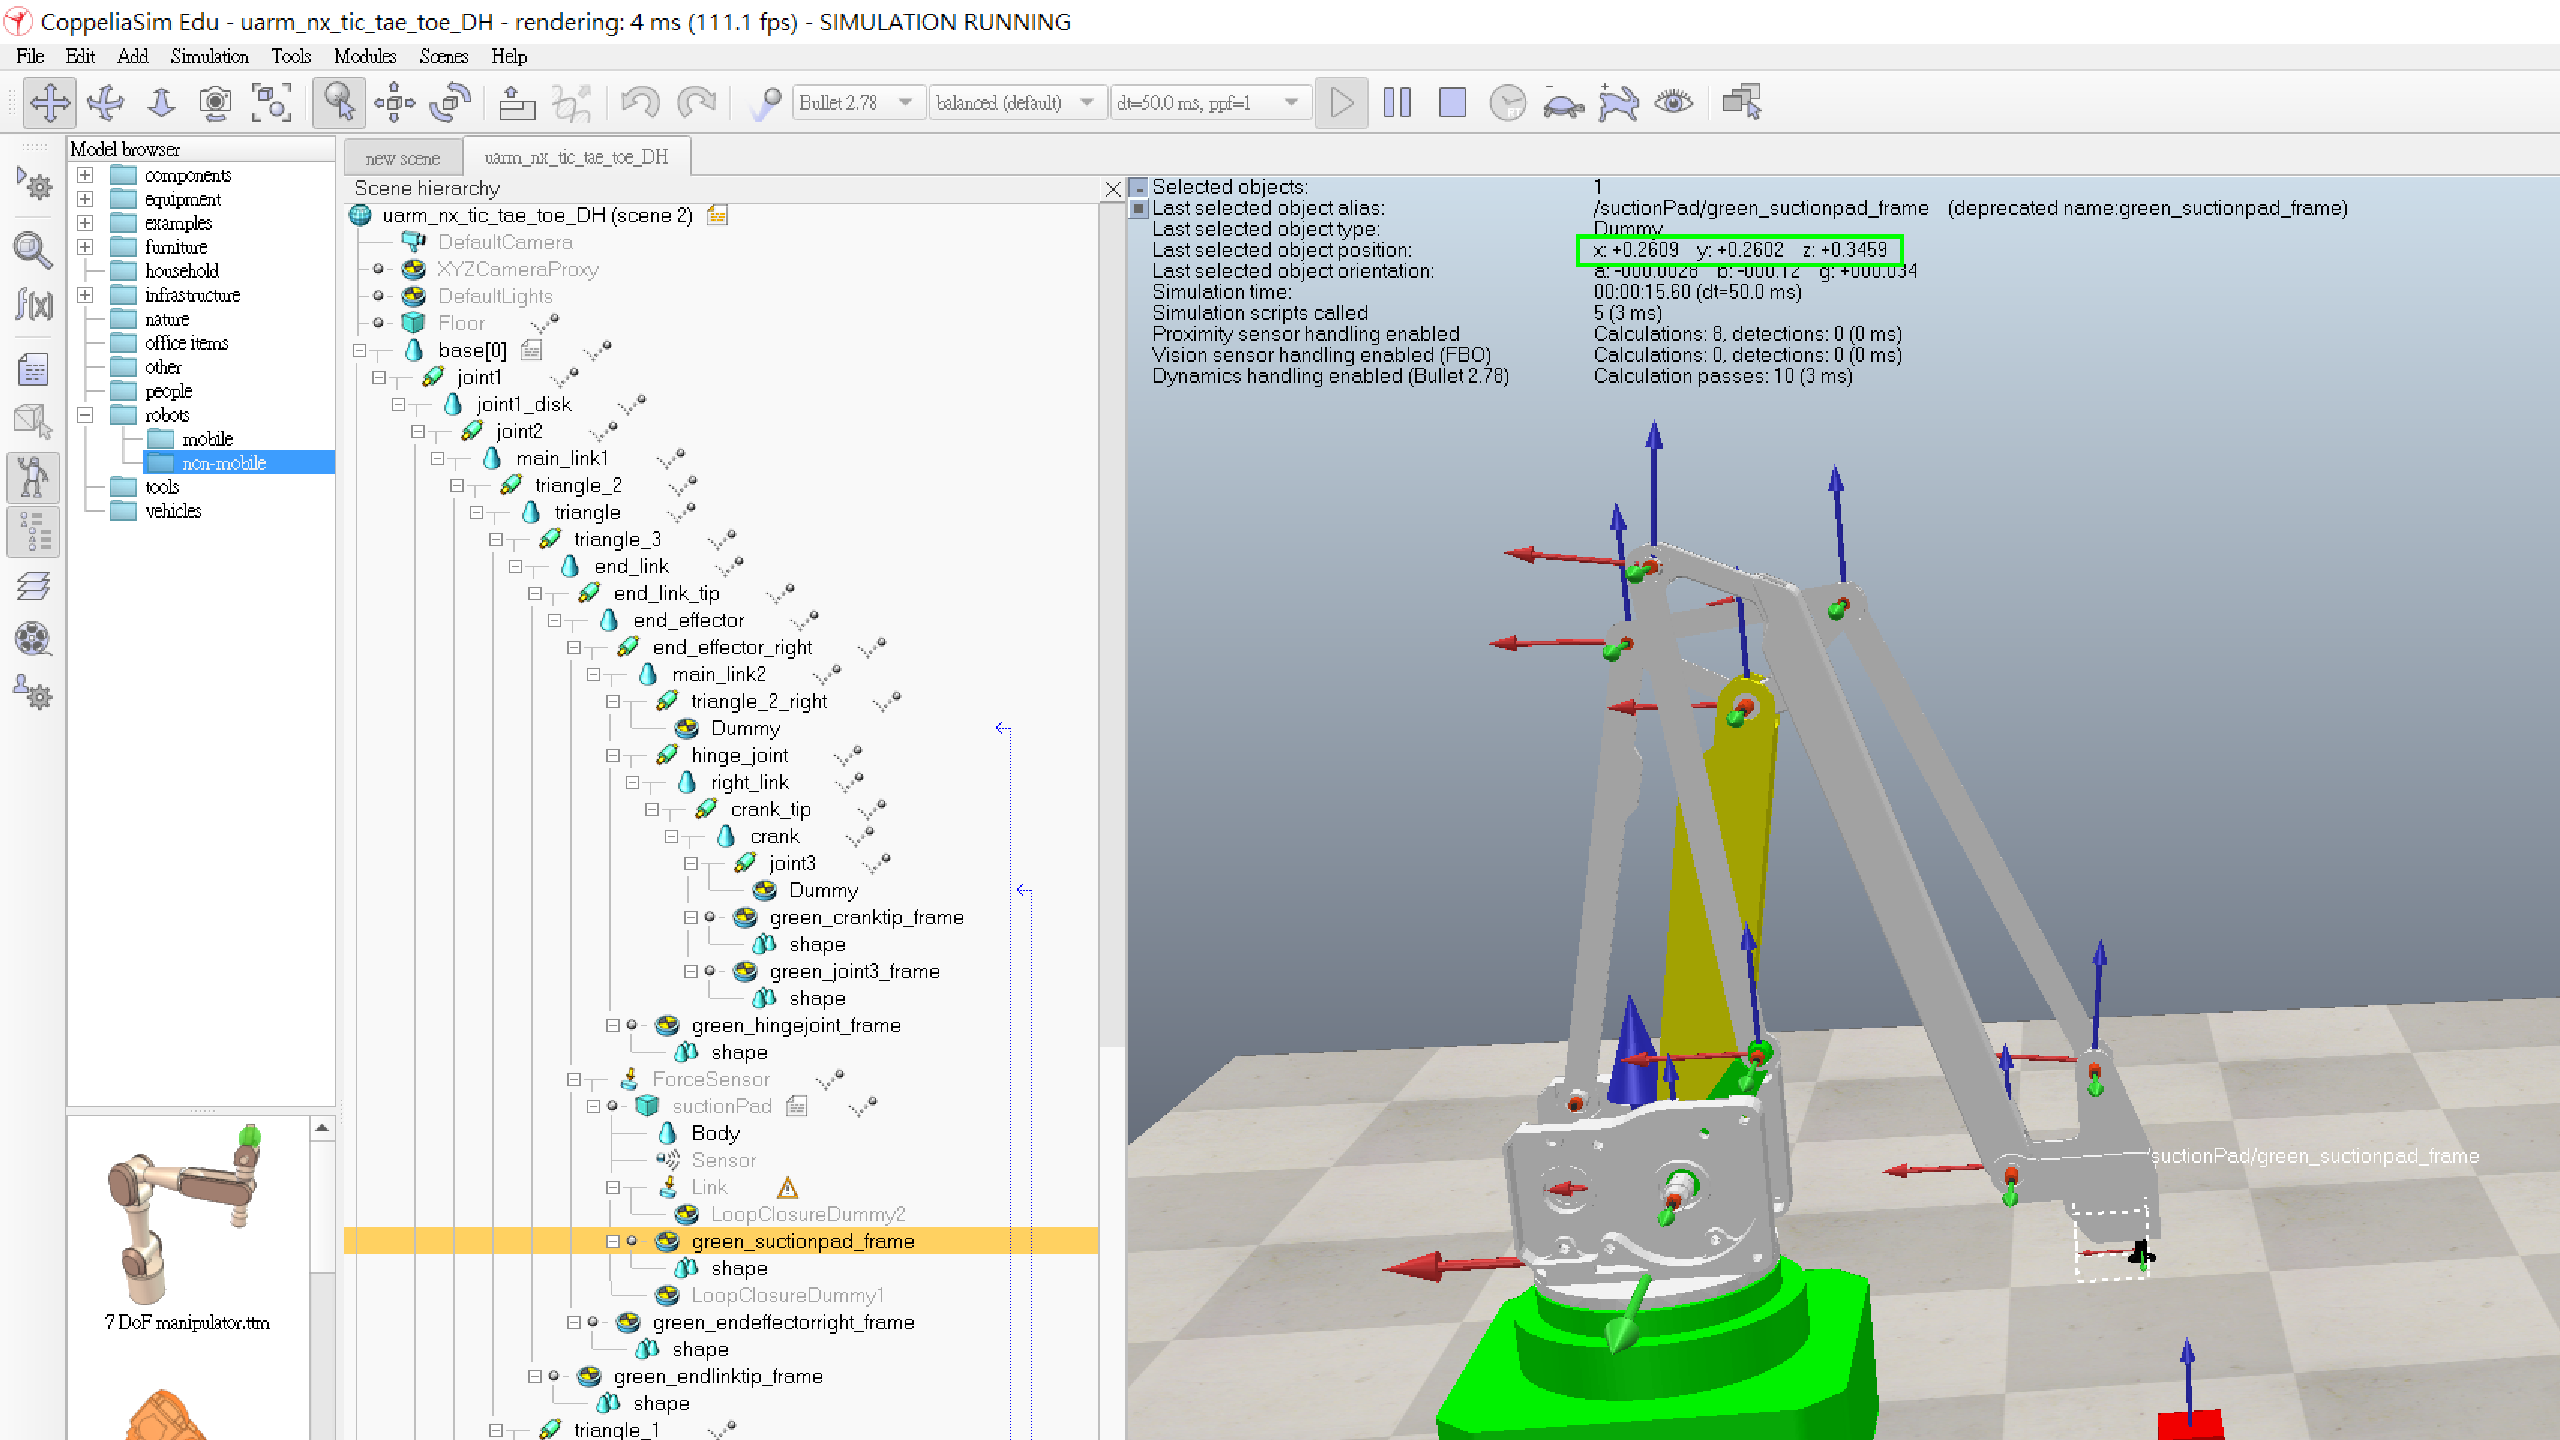 CoppeliaSim Edu - uarm_nx_tic_tae_toe_DH - rendering: 4 ms (111.1 fps) - SIMULATION RUNNING
File Edit Add Simulation Tools Modules Scenes Help
Bullet 2.78 balanced (default) dt=50.0 ms, ppf=1
Model browser
components
equipment
examples
furniture
household
infrastructure
nature
office items
other
people
robots
mobile
non-mobile
tools
vehicles
7 DoF manipulator.ttm
new scene uarm_nx_tic_tae_toe_DH
Scene hierarchy
uarm_nx_tic_tae_toe_DH (scene 2)
DefaultCamera
XYZCameraProxy
DefaultLights
Floor
base[0]
joint1
joint1_disk
joint2
main_link1
triangle_2
triangle
triangle_3
end_link
end_link_tip
end_effector
end_effector_right
main_link2
triangle_2_right
Dummy
hinge_joint
right_link
crank_tip
crank
joint3
Dummy
green_cranktip_frame
shape
green_joint3_frame
shape
green_hingejoint_frame
shape
ForceSensor
suctionPad
Body
Sensor
Link
LoopClosureDummy2
green_suctionpad_frame
shape
LoopClosureDummy1
green_endeffectorright_frame
shape
green_endlinktip_frame
shape
triangle_1
Selected objects: 1
Last selected object alias: /suctionPad/green_suctionpad_frame (deprecated name:green_suctionpad_frame)
Last selected object type: Dummy
Last selected object position: x: +0.2609 y: +0.2602 z: +0.3459
Last selected object orientation: a: -000.0028 b: -000.12 g: +000.034
Simulation time: 00:00:15.60 (dt=50.0 ms)
Simulation scripts called 5 (3 ms)
Proximity sensor handling enabled Calculations: 8, detections: 0 (0 ms)
Vision sensor handling enabled (FBO) Calculations: 0, detections: 0 (0 ms)
Dynamics handling enabled (Bullet 2.78) Calculation passes: 10 (3 ms)
/suctionPad/green_suctionpad_frame